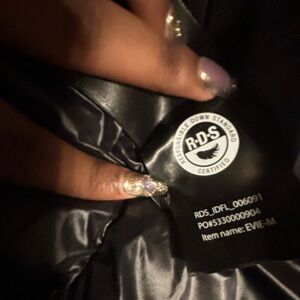 RESPONSIBLE DOWN STANDARD
R·D·S
CERTIFIED
RDS_IDFL_006091
PO#5330000904
Item name: EVIE-M